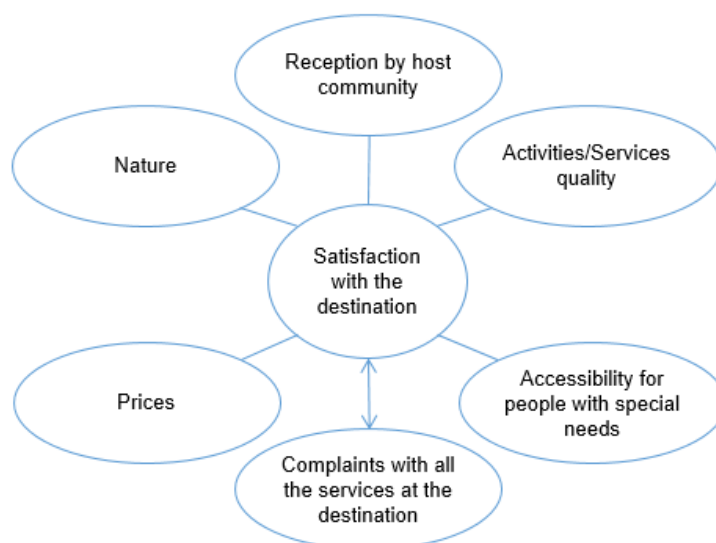 Reception by host
community
Nature
Activities/Services
quality
Satisfaction
with the
destination
Prices
Accessibility for
people with special
needs
Complaints with all
the services at the
destination